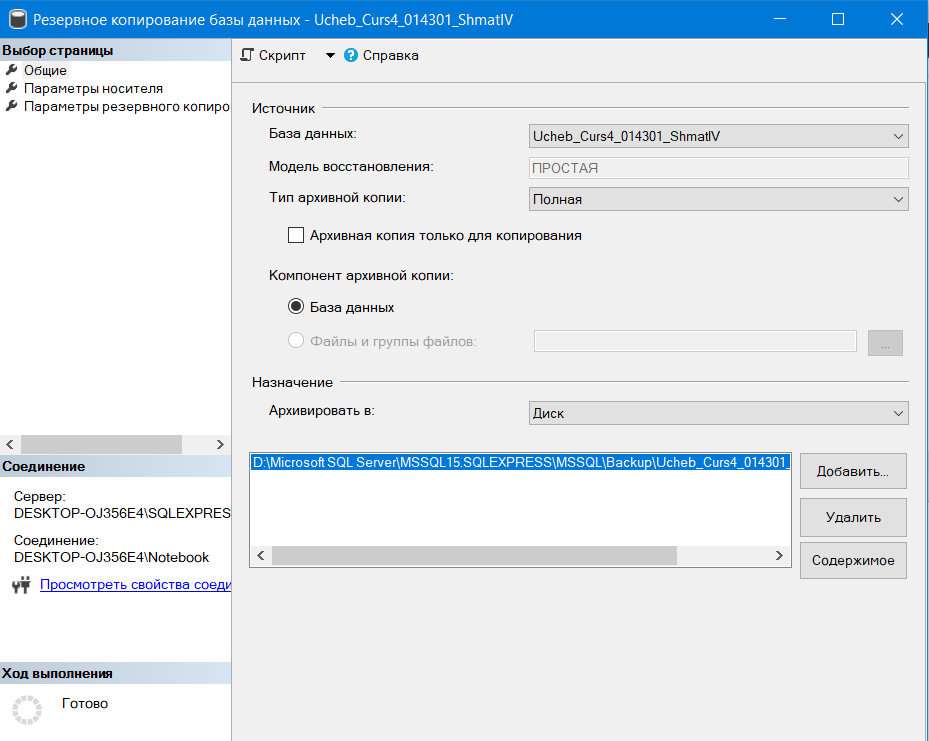 Резервное копирование базы данных - Ucheb_Curs4_014301_ShmatIV
Выбор страницы
Общие
Параметры носителя
Параметры резервного копиро
Скрипт
Справка
Источник
База данных:
Ucheb_Curs4_014301_ShmatIV
Модель восстановления:
ПРОСТАЯ
Тип архивной копии:
Полная
Архивная копия только для копирования
Компонент архивной копии:
База данных
Файлы и группы файлов:
...
Назначение
Архивировать в:
Диск
D:\Microsoft SQL Server\MSSQL15.SQLEXPRESS\MSSQL\Backup\Ucheb_Curs4_014301_
Добавить...
Удалить
Содержимое
Соединение
Сервер:
DESKTOP-OJ356E4\SQLEXPRES
Соединение:
DESKTOP-OJ356E4\Notebook
Просмотреть свойства соеди
Ход выполнения
Готово